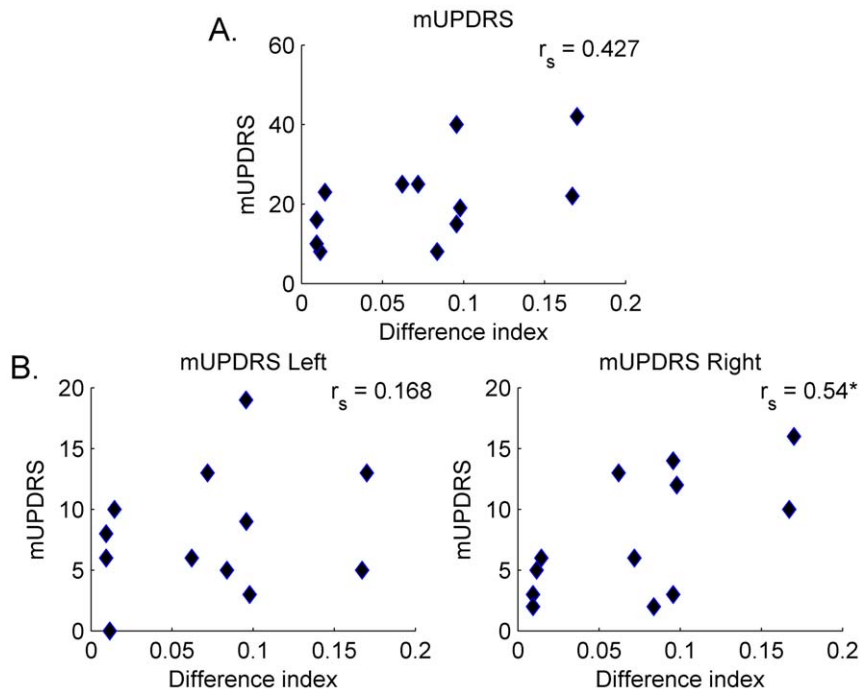 A.
mUPDRS
r_s = 0.427
60
40
20
0
mUPDRS
0 0.05 0.1 0.15 0.2
Difference index
B.
mUPDRS Left
r_s = 0.168
20
15
10
5
0
mUPDRS
0 0.05 0.1 0.15 0.2
Difference index
mUPDRS Right
r_s = 0.54*
20
15
10
5
0
mUPDRS
0 0.05 0.1 0.15 0.2
Difference index